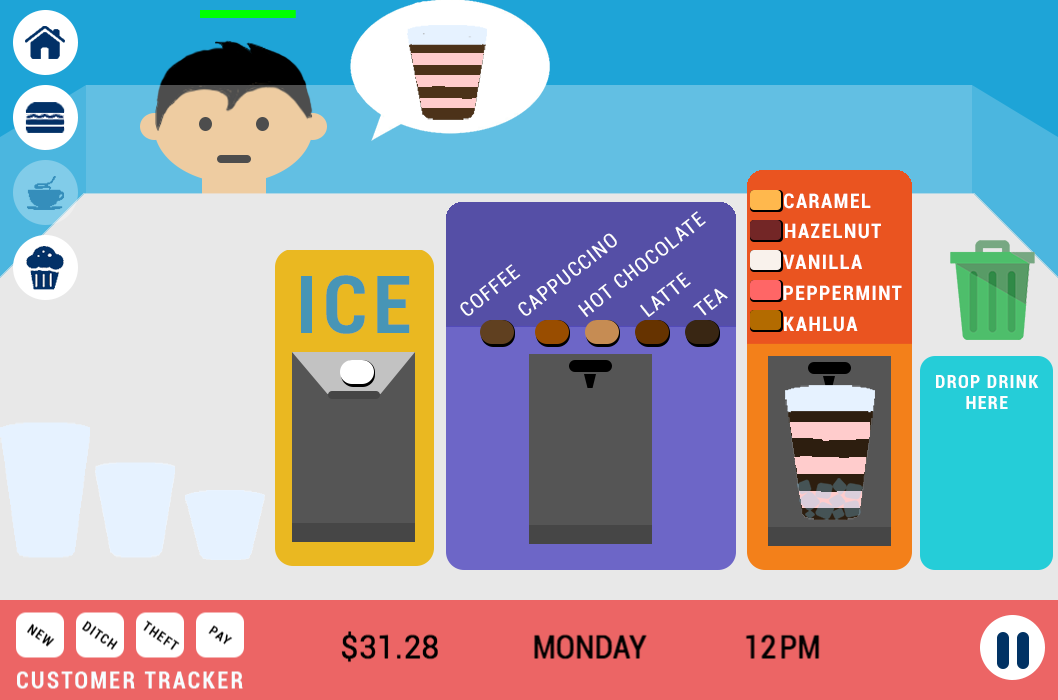 CARAMEL
HAZELNUT
VANILLA
PEPPERMINT
KAHLUA
COFFEE
CAPPUCCINO
HOT CHOCOLATE
LATTE
TEA
ICE
DROP DRINK
HERE
NEW
DITCH
THEFT
PAY
CUSTOMER TRACKER
$31.28
MONDAY
12PM